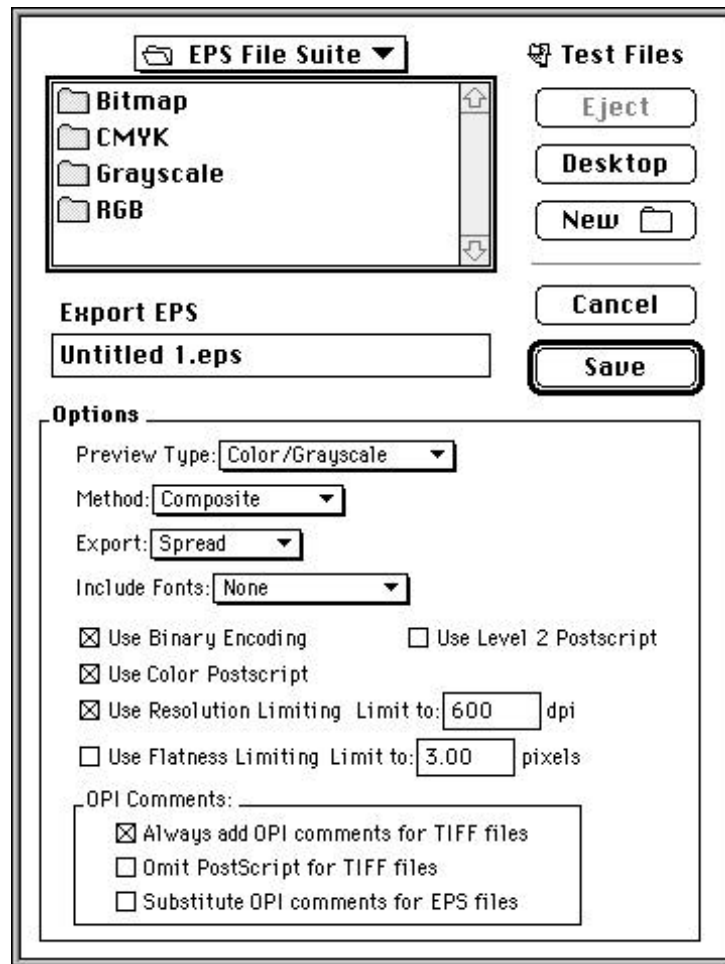 EPS File Suite
Test Files
Bitmap
CMYK
Grayscale
RGB
Eject
Desktop
New
Cancel
Save
Export EPS
Untitled 1.eps
Options
Preview Type: Color/Grayscale
Method: Composite
Export: Spread
Include Fonts: None
Use Binary Encoding
Use Level 2 Postscript
Use Color Postscript
Use Resolution Limiting Limit to: 600 dpi
Use Flatness Limiting Limit to: 3.00 pixels
OPI Comments:
Always add OPI comments for TIFF files
Omit PostScript for TIFF files
Substitute OPI comments for EPS files